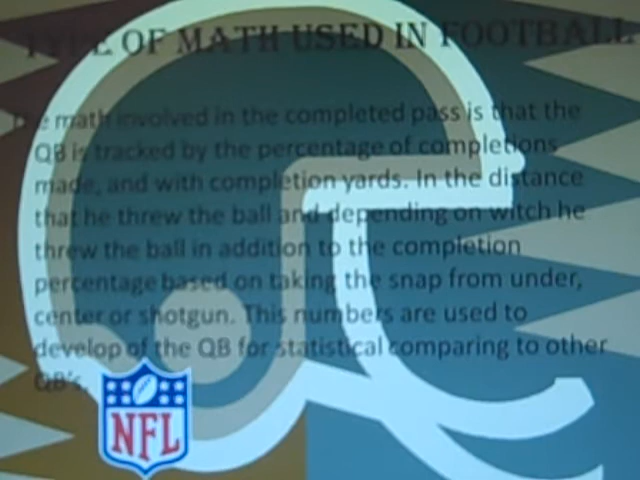 TYPE OF MATH USED IN FOOTBALL
The math involved in the completed pass is that the
QB is tracked by the percentage of completions
made, and with completion yards. In the distance
that he threw the ball and depending on witch he
threw the ball in addition to the completion
percentage based on taking the snap from under,
center or shotgun. This numbers are used to
develop of the QB for statistical comparing to other
QB's.
NFL